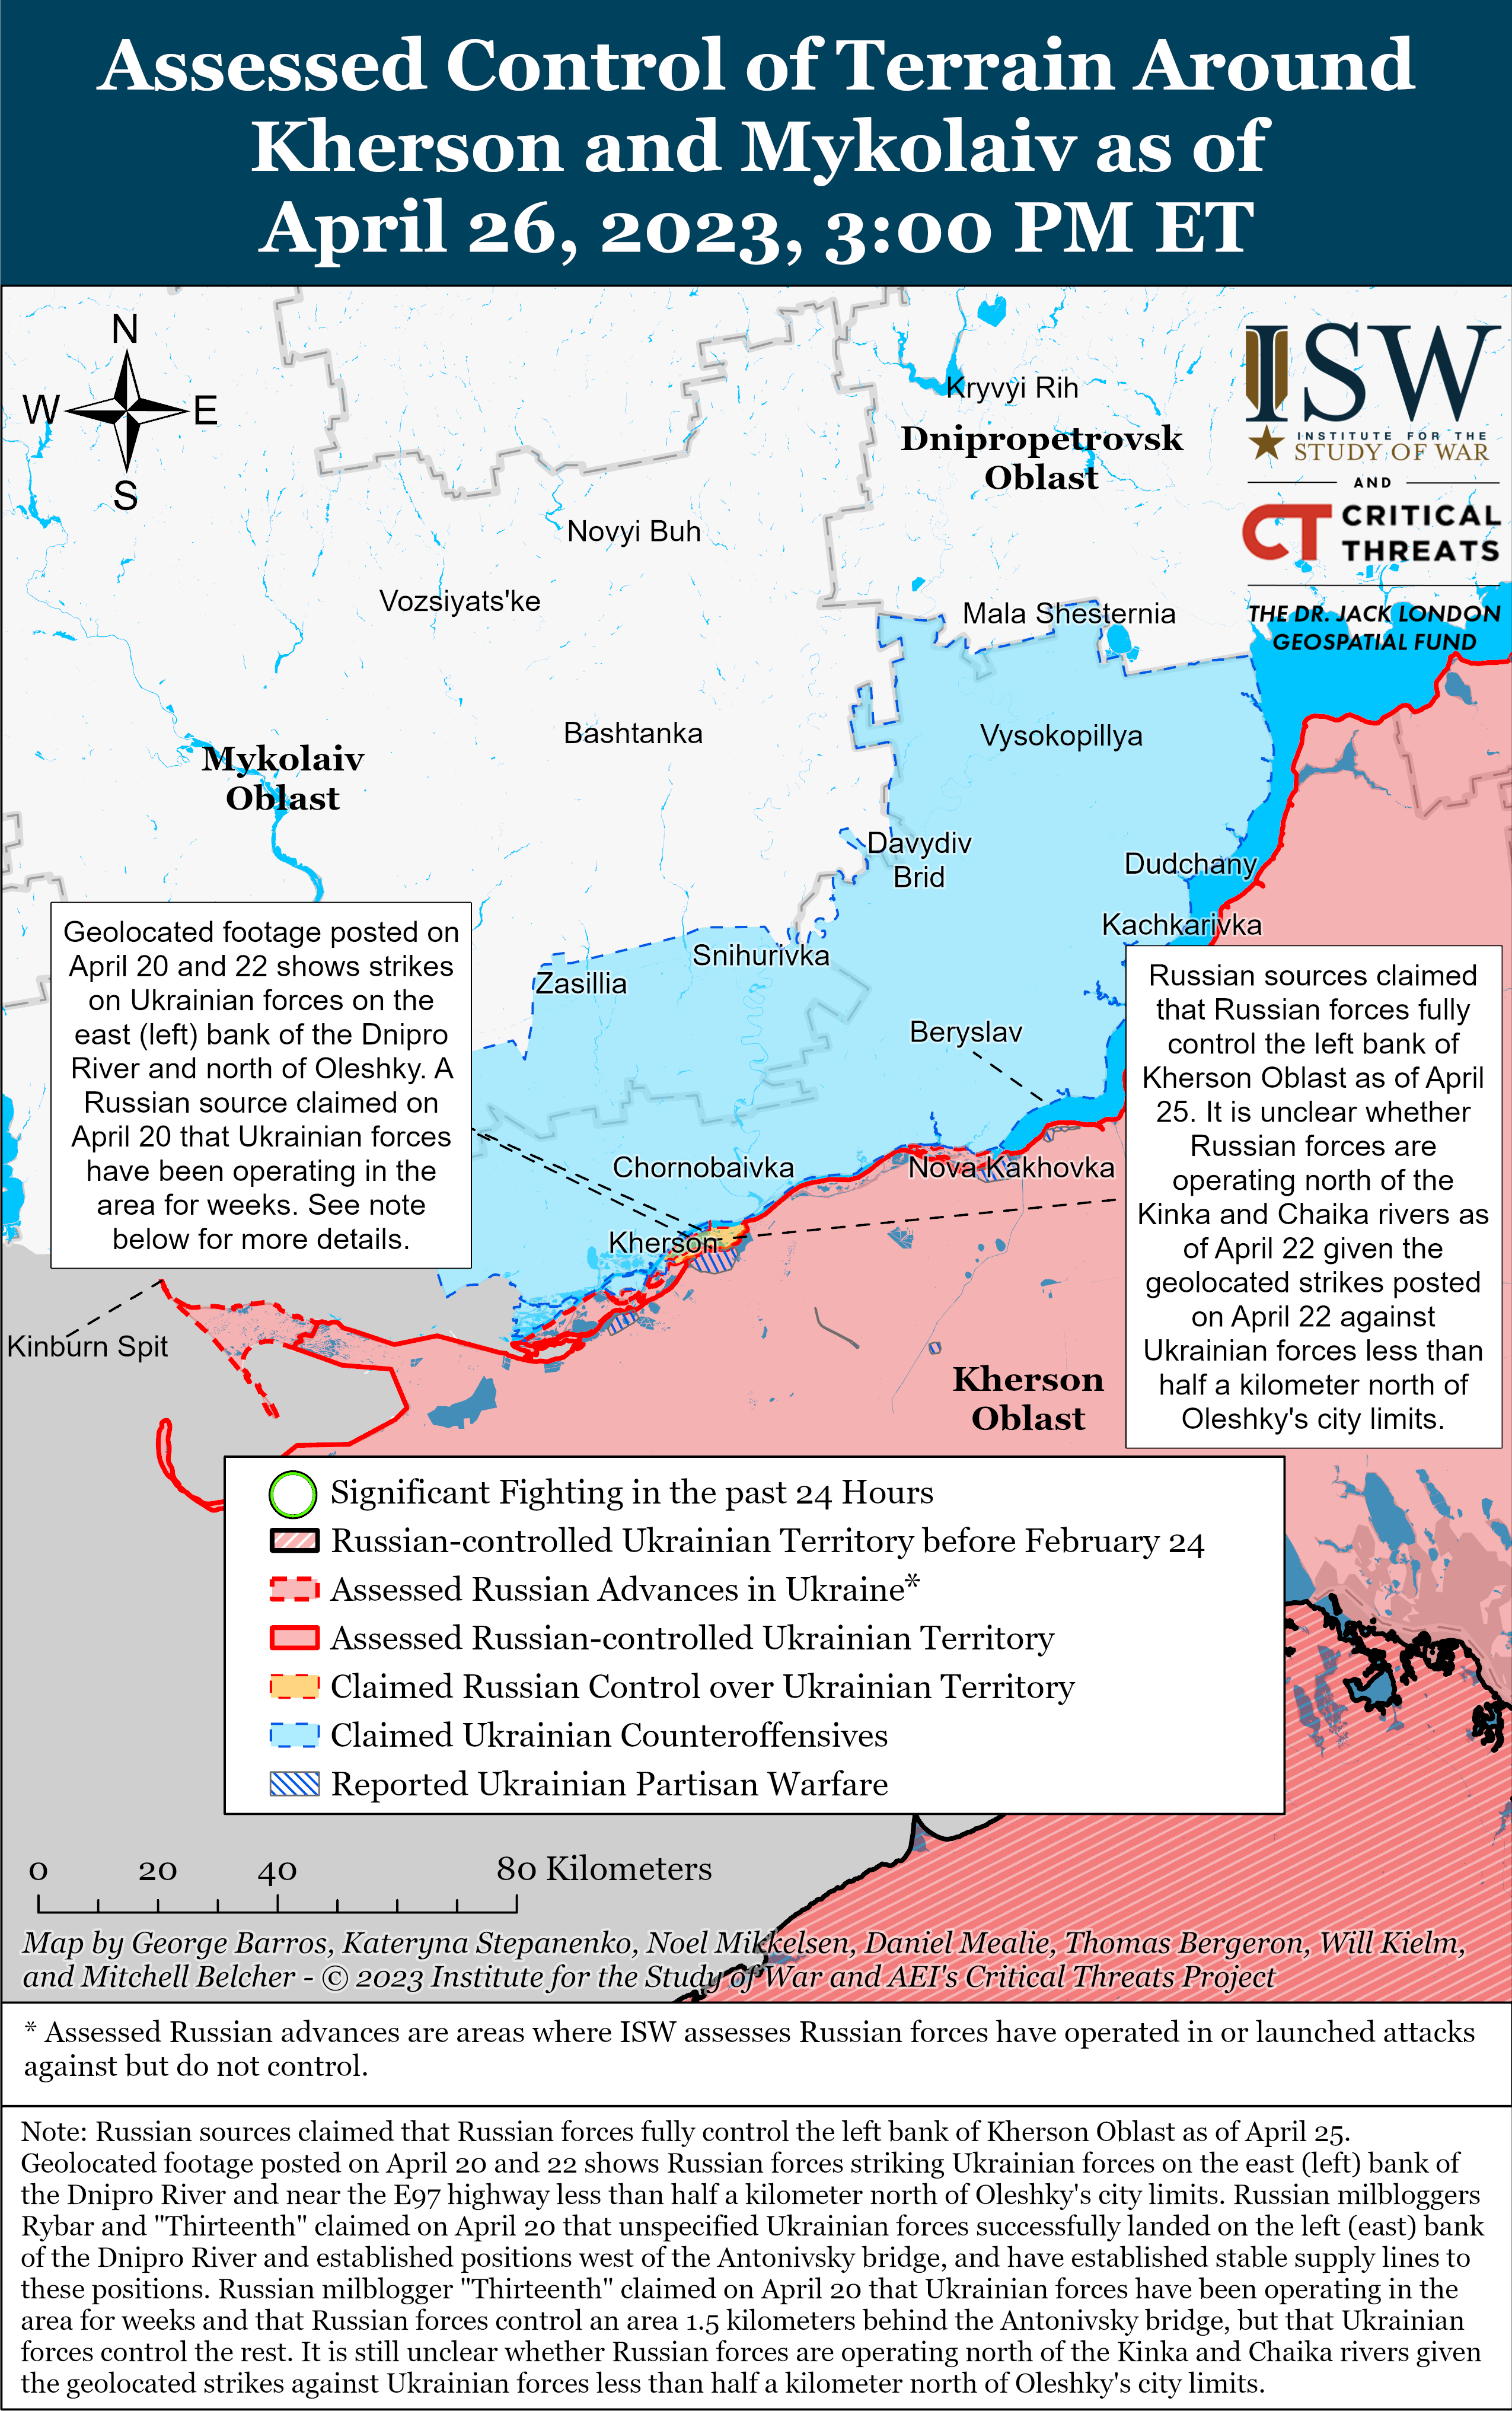 Assessed Control of Terrain Around
Kherson and Mykolaiv as of
April 26, 2023, 3:00 PM ET
N
W
E
S
ISW
INSTITUTE FOR THE
STUDY OF WAR
AND
CT CRITICAL
THREATS
THE DR. JACK LONDON
GEOSPATIAL FUND
Kryvyi Rih
Dnipropetrovsk
Oblast
Novyi Buh
Vozsiyats'ke
Mala Shesternia
Bashtanka
Vysokopillya
Mykolaiv
Oblast
Davydiv
Brid
Dudchany
Kachkarivka
Snihurivka
Zasillia
Beryslav
Geolocated footage posted on
April 20 and 22 shows strikes
on Ukrainian forces on the
east (left) bank of the Dnipro
River and north of Oleshky. A
Russian source claimed on
April 20 that Ukrainian forces
have been operating in the
area for weeks. See note
below for more details.
Russian sources claimed
that Russian forces fully
control the left bank of
Kherson Oblast as of April
25. It is unclear whether
Russian forces are
operating north of the
Kinka and Chaika rivers as
of April 22 given the
geolocated strikes posted
on April 22 against
Ukrainian forces less than
half a kilometer north of
Oleshky's city limits.
Chornobaivka
Nova Kakhovka
Kherson
Kinburn Spit
Kherson
Oblast
Significant Fighting in the past 24 Hours
Russian-controlled Ukrainian Territory before February 24
Assessed Russian Advances in Ukraine*
Assessed Russian-controlled Ukrainian Territory
Claimed Russian Control over Ukrainian Territory
Claimed Ukrainian Counteroffensives
Reported Ukrainian Partisan Warfare
0 20 40 80 Kilometers
Map by George Barros, Kateryna Stepanenko, Noel Mikkelsen, Daniel Mealie, Thomas Bergeron, Will Kielm,
and Mitchell Belcher - © 2023 Institute for the Study of War and AEI's Critical Threats Project
* Assessed Russian advances are areas where ISW assesses Russian forces have operated in or launched attacks
against but do not control.
Note: Russian sources claimed that Russian forces fully control the left bank of Kherson Oblast as of April 25.
Geolocated footage posted on April 20 and 22 shows Russian forces striking Ukrainian forces on the east (left) bank of
the Dnipro River and near the E97 highway less than half a kilometer north of Oleshky's city limits. Russian milbloggers
Rybar and "Thirteenth" claimed on April 20 that unspecified Ukrainian forces successfully landed on the left (east) bank
of the Dnipro River and established positions west of the Antonivsky bridge, and have established stable supply lines to
these positions. Russian milblogger "Thirteenth" claimed on April 20 that Ukrainian forces have been operating in the
area for weeks and that Russian forces control an area 1.5 kilometers behind the Antonivsky bridge, but that Ukrainian
forces control the rest. It is still unclear whether Russian forces are operating north of the Kinka and Chaika rivers given
the geolocated strikes against Ukrainian forces less than half a kilometer north of Oleshky's city limits.